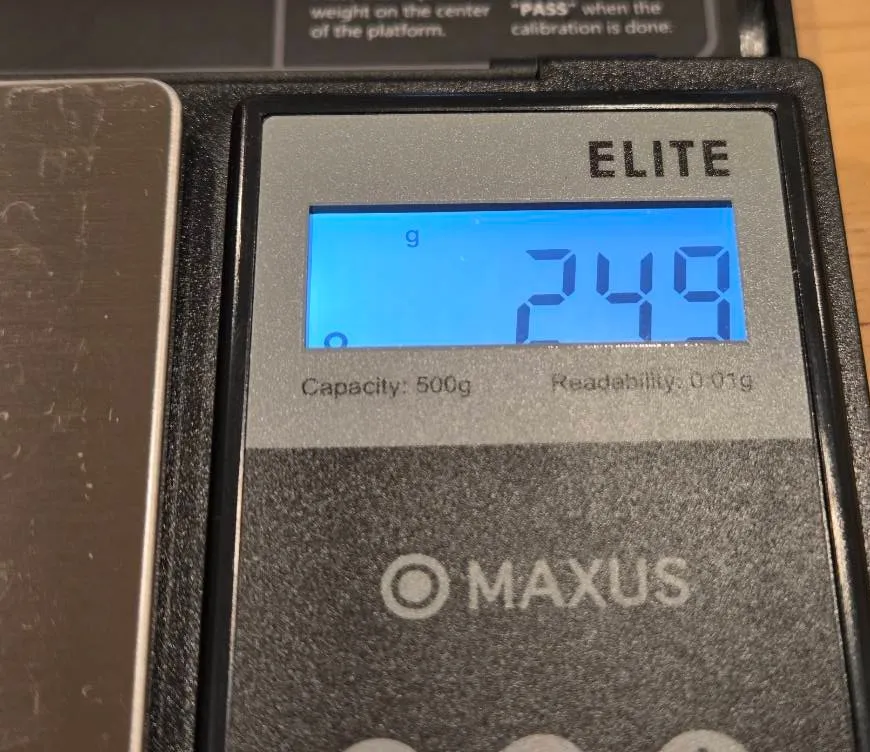 weight on the center
of the platform.
"PASS" when the
calibration is done.
ELITE
g
249
Capacity: 500g Readability: 0.01g
MAXUS